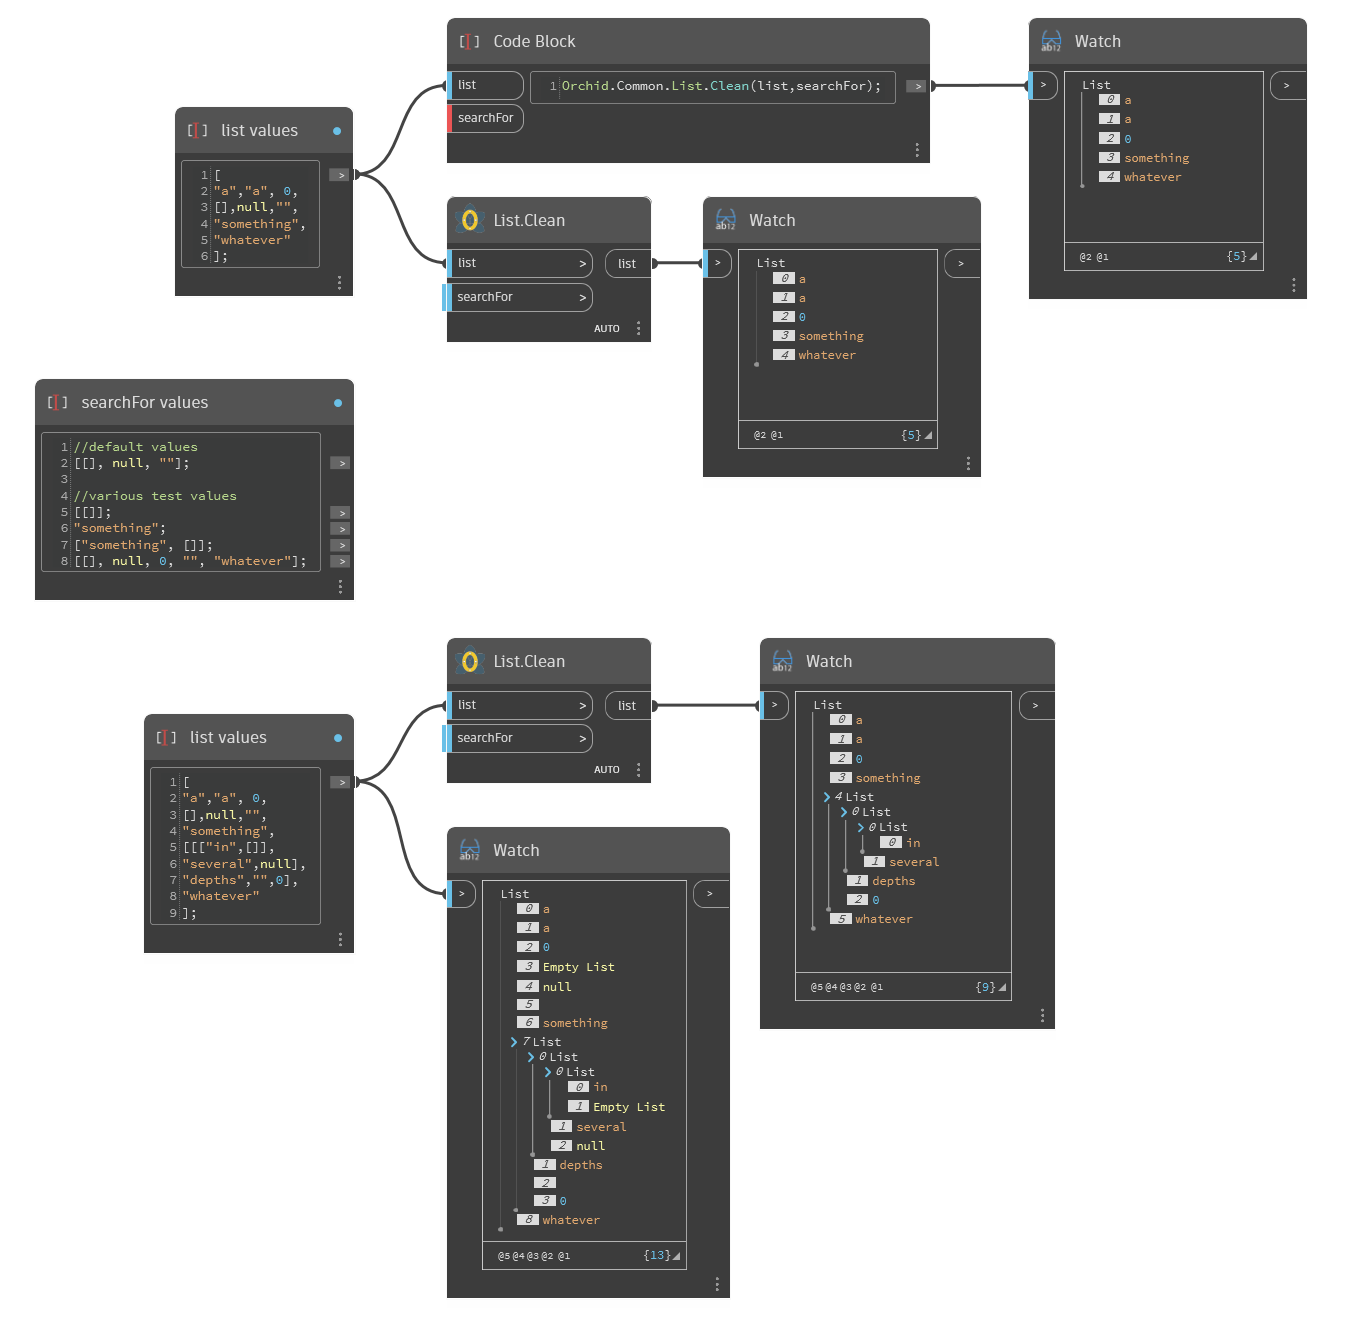 [ ] Code Block
list
1 Orchid.Common.List.Clean(list,searchFor);
>
searchFor
ab12 Watch
>
List
0 a
1 a
2 0
3 something
4 whatever
@2 @1
{5}
>
[ ] list values
1 [
2 "a","a", 0,
3 [],null,"",
4 "something",
5 "whatever"
6 ];
>
List.Clean
list >
list
searchFor >
AUTO
ab12 Watch
>
List
0 a
1 a
2 0
3 something
4 whatever
@2 @1
{5}
>
[ ] searchFor values
1 //default values
2 [[], null, ""];
>
3
4 //various test values
5 [[]];
>
6 "something";
>
7 ["something", []];
>
8 [[], null, 0, "", "whatever"];
>
List.Clean
list >
list
searchFor >
AUTO
ab12 Watch
>
List
0 a
1 a
2 0
3 something
4 List
0 List
0 List
0 in
1 several
1 depths
2 0
5 whatever
@5 @4 @3 @2 @1
{9}
>
[ ] list values
1 [
2 "a","a", 0,
3 [],null,"",
4 "something",
5 [[["in",[]],
6 "several",null],
7 "depths","",0],
8 "whatever"
9 ];
>
ab12 Watch
>
List
0 a
1 a
2 0
3 Empty List
4 null
5
6 something
7 List
0 List
0 List
0 in
1 Empty List
1 several
2 null
1 depths
2
3 0
8 whatever
@5 @4 @3 @2 @1
{13}
>